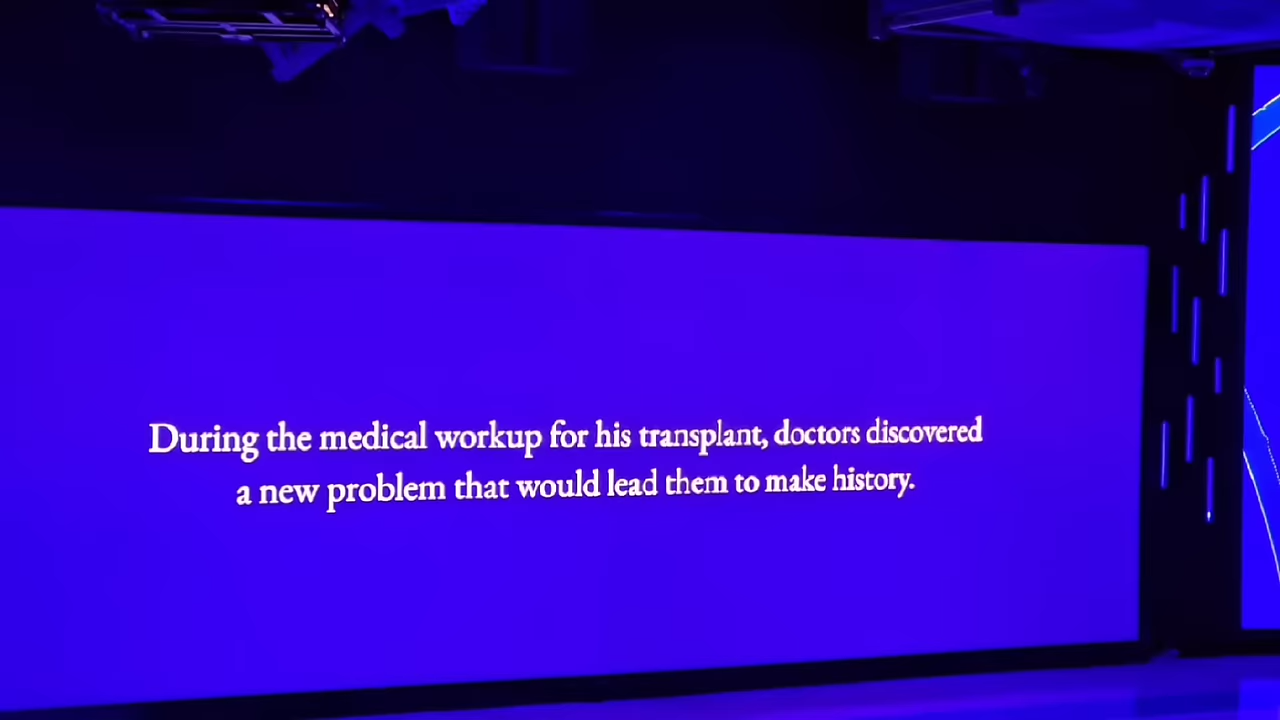 During the medical workup for his transplant, doctors discovered
a new problem that would lead them to make history.